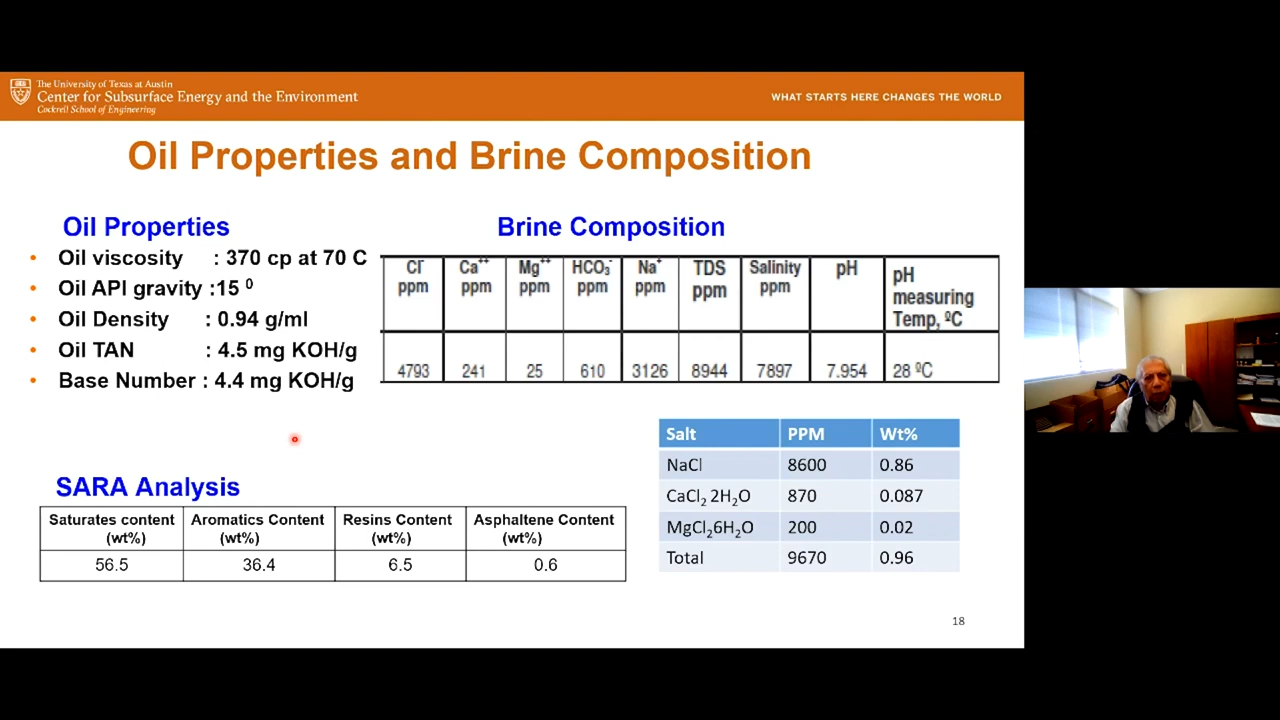 The University of Texas at Austin
Center for Subsurface Energy and the Environment
Cockrell School of Engineering
WHAT STARTS HERE CHANGES THE WORLD
Oil Properties and Brine Composition
Oil Properties
• Oil viscosity : 370 cp at 70 C
• Oil API gravity :15 ⁰
• Oil Density : 0.94 g/ml
• Oil TAN : 4.5 mg KOH/g
• Base Number : 4.4 mg KOH/g
Brine Composition
Cl⁻ ppm Ca⁺⁺ ppm Mg⁺⁺ ppm HCO₃⁻ ppm Na⁺ ppm TDS ppm Salinity ppm pH pH measuring Temp, ºC
4793 241 25 610 3126 8944 7897 7.954 28 ºC
Salt PPM Wt%
NaCl 8600 0.86
CaCl₂ 2H₂O 870 0.087
MgCl₂6H₂O 200 0.02
Total 9670 0.96
SARA Analysis
Saturates content (wt%) Aromatics Content (wt%) Resins Content (wt%) Asphaltene Content (wt%)
56.5 36.4 6.5 0.6
18